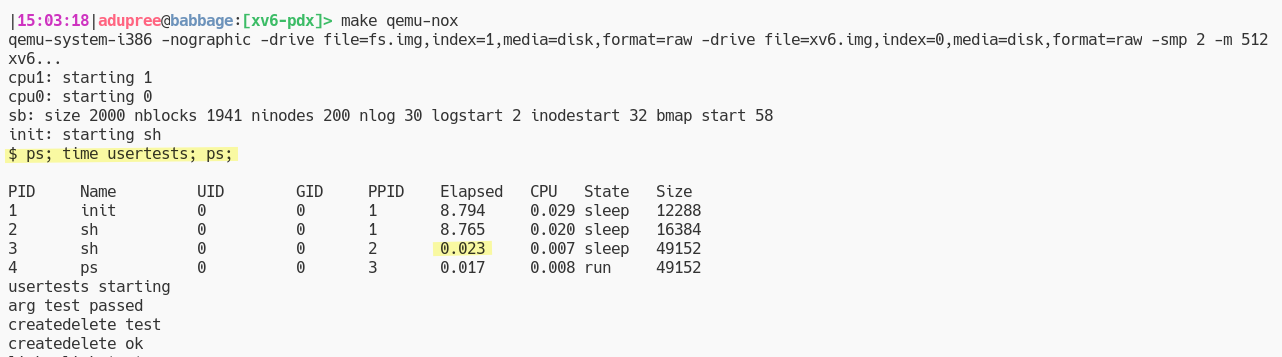 |15:03:18|adupree@babbage:[xv6-pdx]> make qemu-nox
qemu-system-i386 -nographic -drive file=fs.img,index=1,media=disk,format=raw -drive file=xv6.img,index=0,media=disk,format=raw -smp 2 -m 512
xv6...
cpu1: starting 1
cpu0: starting 0
sb: size 2000 nblocks 1941 ninodes 200 nlog 30 logstart 2 inodestart 32 bmap start 58
init: starting sh
$ ps; time usertests; ps;
PID Name UID GID PPID Elapsed CPU State Size
1 init 0 0 1 8.794 0.029 sleep 12288
2 sh 0 0 1 8.765 0.020 sleep 16384
3 sh 0 0 2 0.023 0.007 sleep 49152
4 ps 0 0 3 0.017 0.008 run 49152
usertests starting
arg test passed
createdelete test
createdelete ok